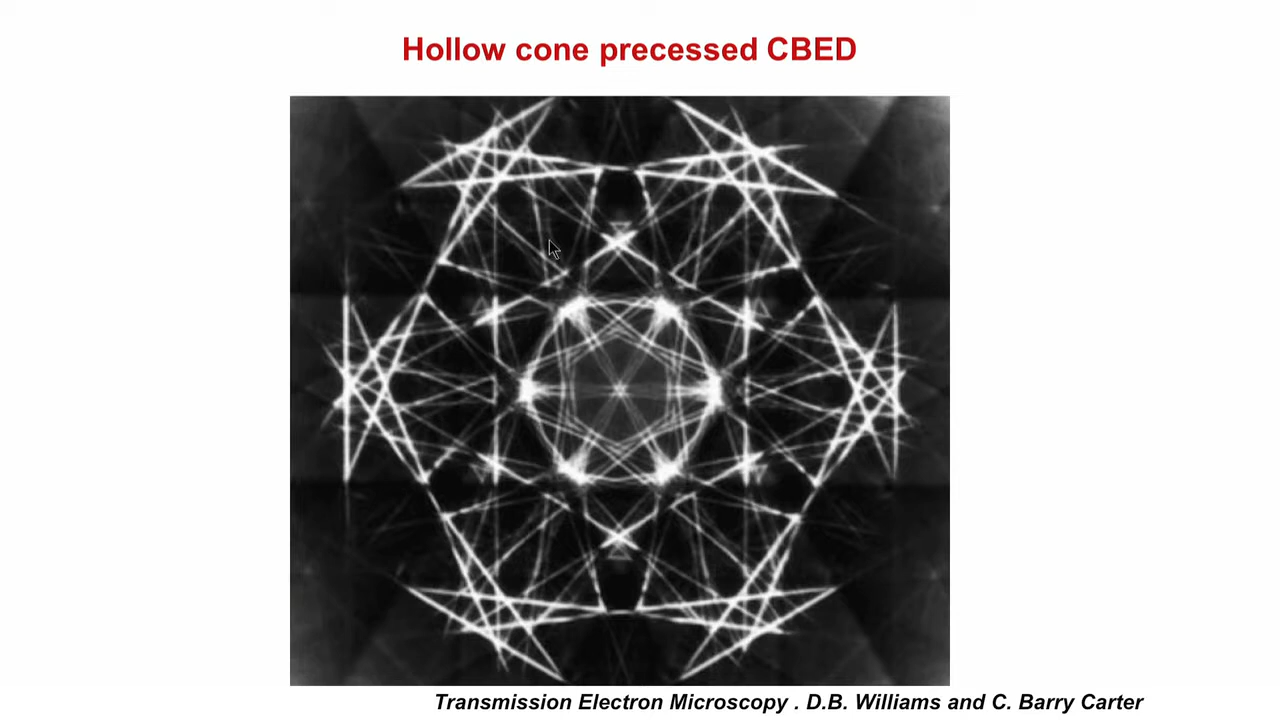 Hollow cone precessed CBED
Transmission Electron Microscopy . D.B. Williams and C. Barry Carter